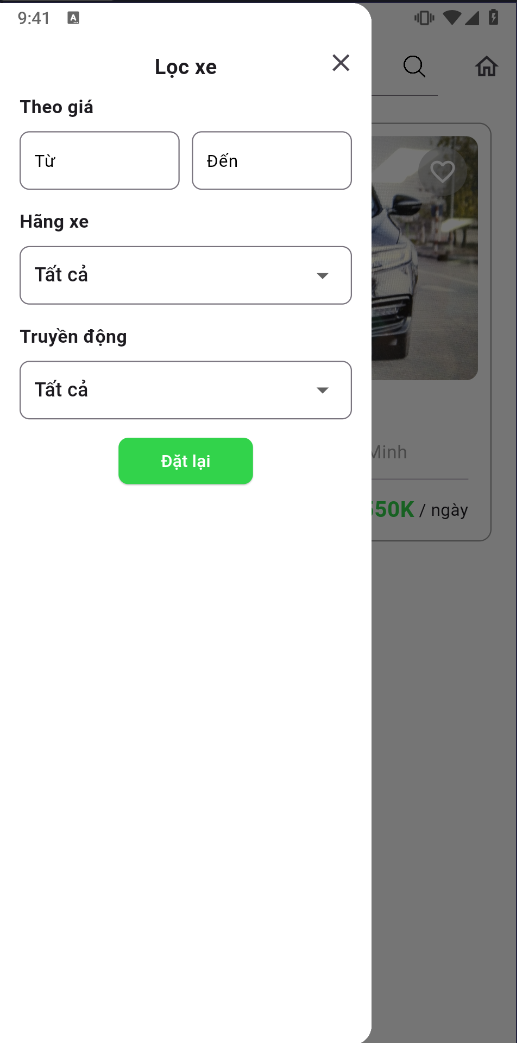 9:41
Lọc xe
Theo giá
Từ
Đến
Hãng xe
Tất cả
Truyền động
Tất cả
Đặt lại
Minh
50K / ngày